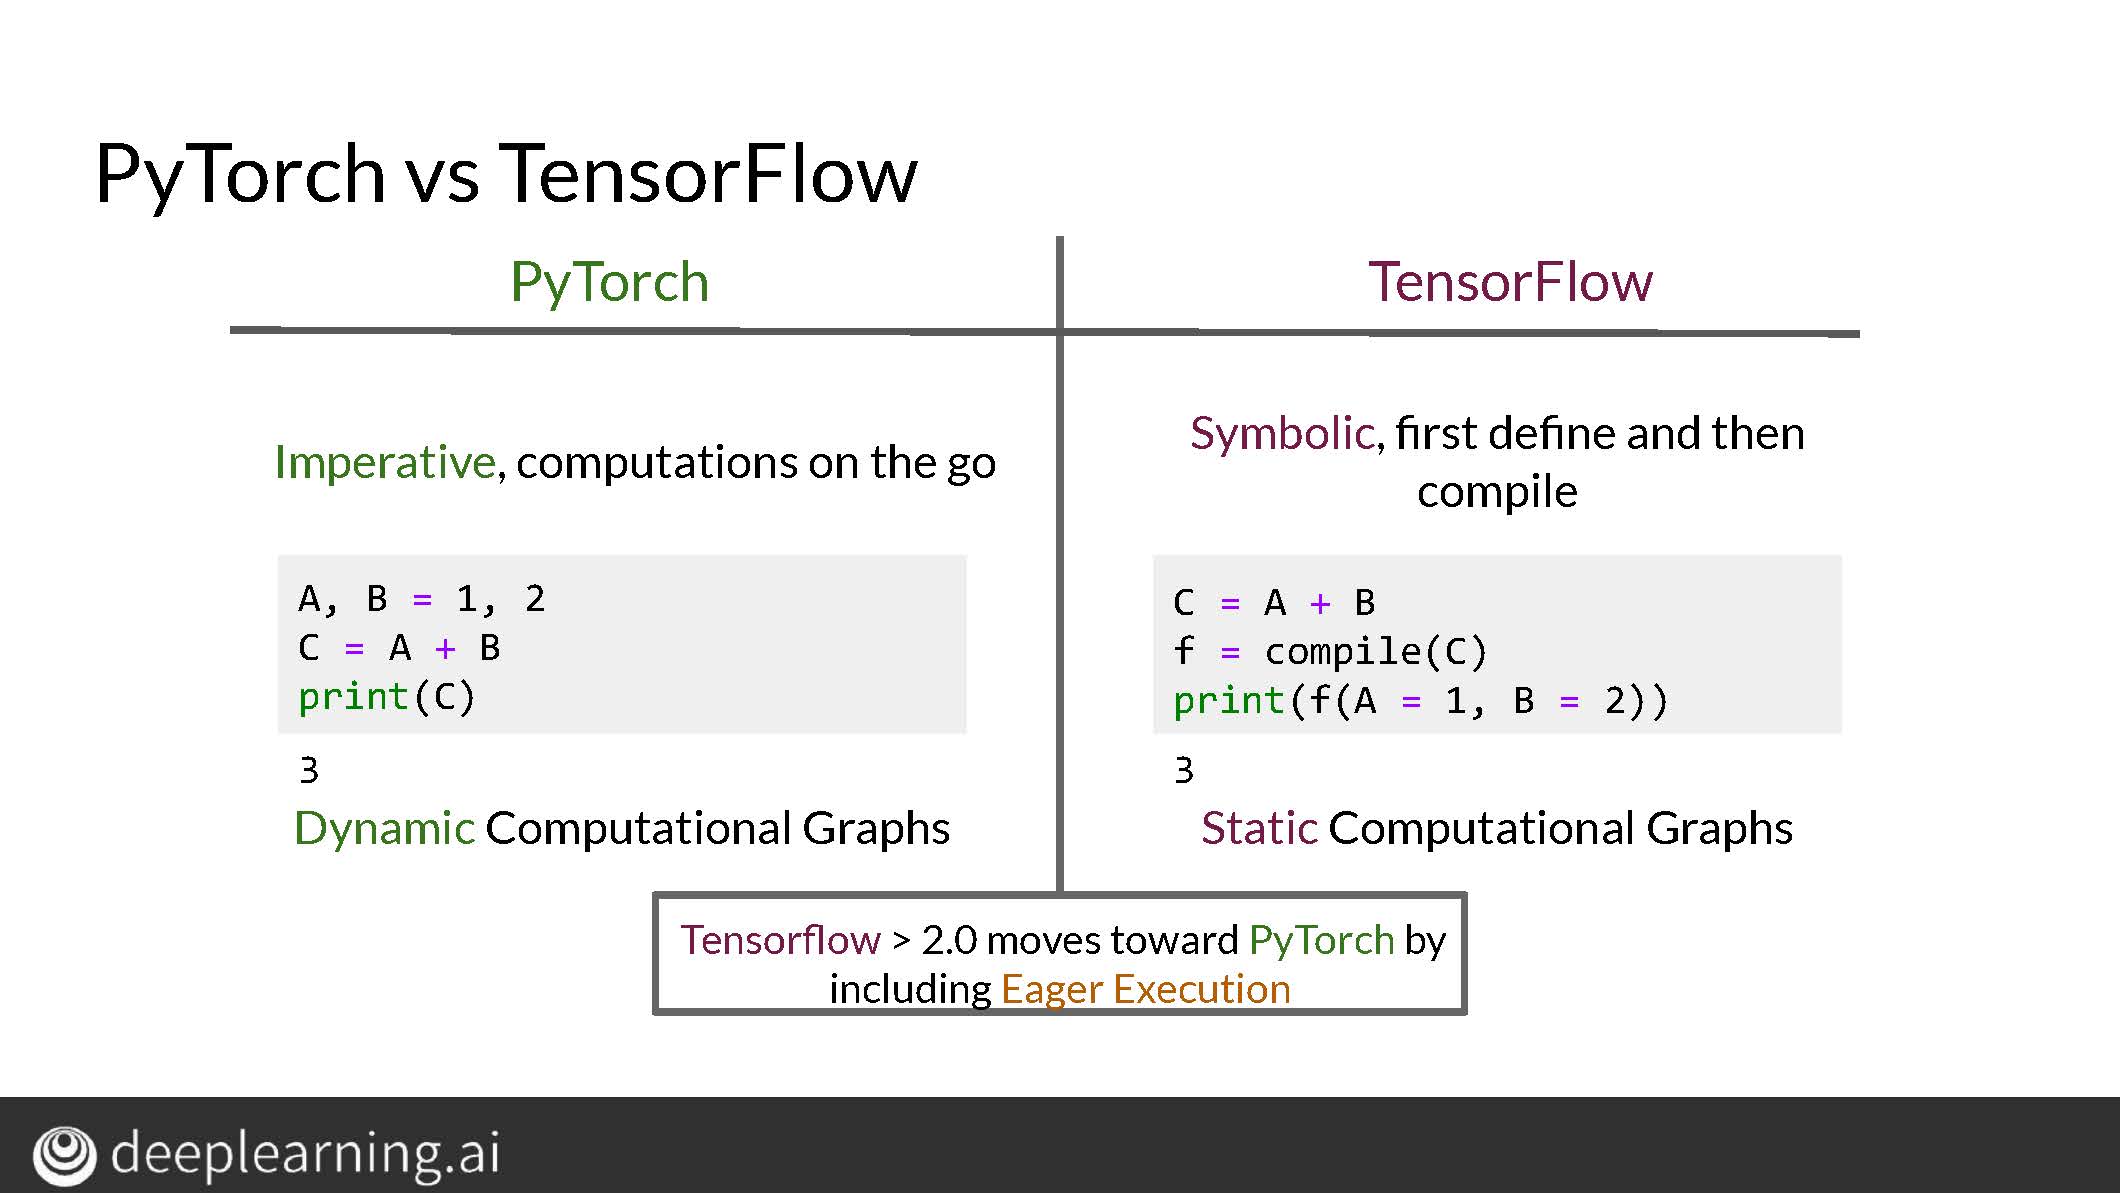 PyTorch vs TensorFlow
PyTorch
TensorFlow
Imperative, computations on the go
A, B = 1, 2
C = A + B
print(C)
3
Dynamic Computational Graphs
Symbolic, first define and then
compile
C = A + B
f = compile(C)
print(f(A = 1, B = 2))
3
Static Computational Graphs
Tensorflow > 2.0 moves toward PyTorch by
including Eager Execution
deeplearning.ai